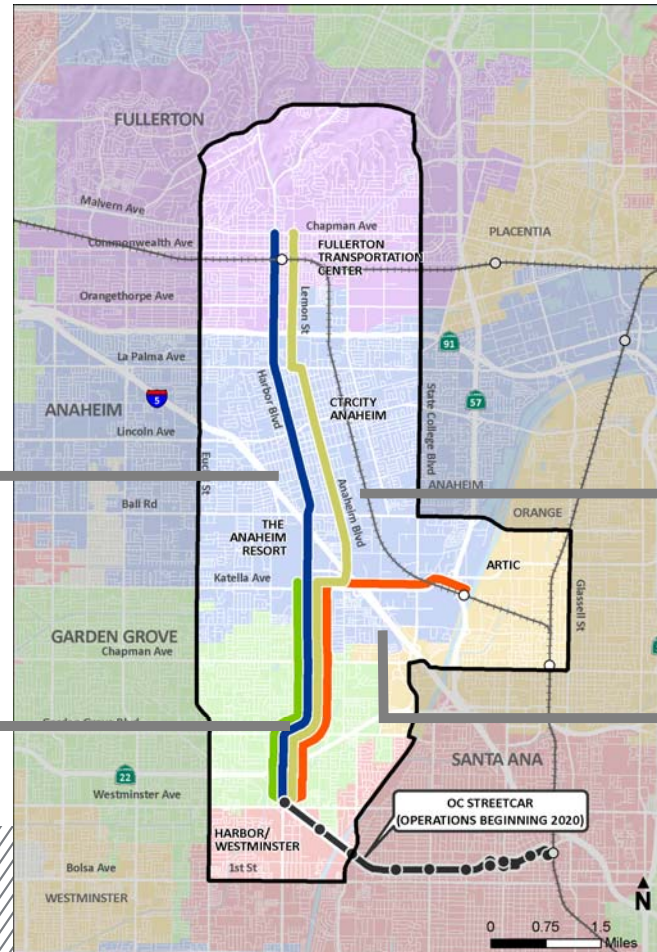 FULLERTON
Malvern Ave
Chapman Ave
Commonwealth Ave
FULLERTON
TRANSPORTATION
CENTER
PLACENTIA
Orangethorpe Ave
Lemon St
La Palma Ave
91
Harbor Blvd
State College Blvd
5
57
ANAHEIM
CTRCITY
ANAHEIM
Lincoln Ave
ANAHEIM
Ball Rd
Anaheim Blvd
ORANGE
THE
ANAHEIM
RESORT
ARTIC
Katella Ave
Glassell St
GARDEN GROVE
Chapman Ave
22
SANTA ANA
Westminster Ave
OC STREETCAR
(OPERATIONS BEGINNING 2020)
HARBOR/
WESTMINSTER
Bolsa Ave
1st St
WESTMINSTER
N
0 0.75 1.5
Miles